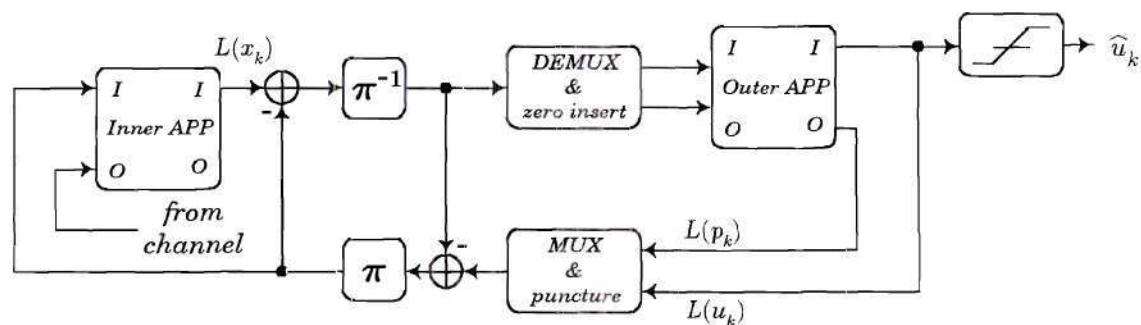 L(x_k)
I I
Inner APP
O O
from
channel
-
π⁻¹
DEMUX
&
zero insert
I I
Outer APP
O O
û_k
π
-
MUX
&
puncture
L(p_k)
L(u_k)